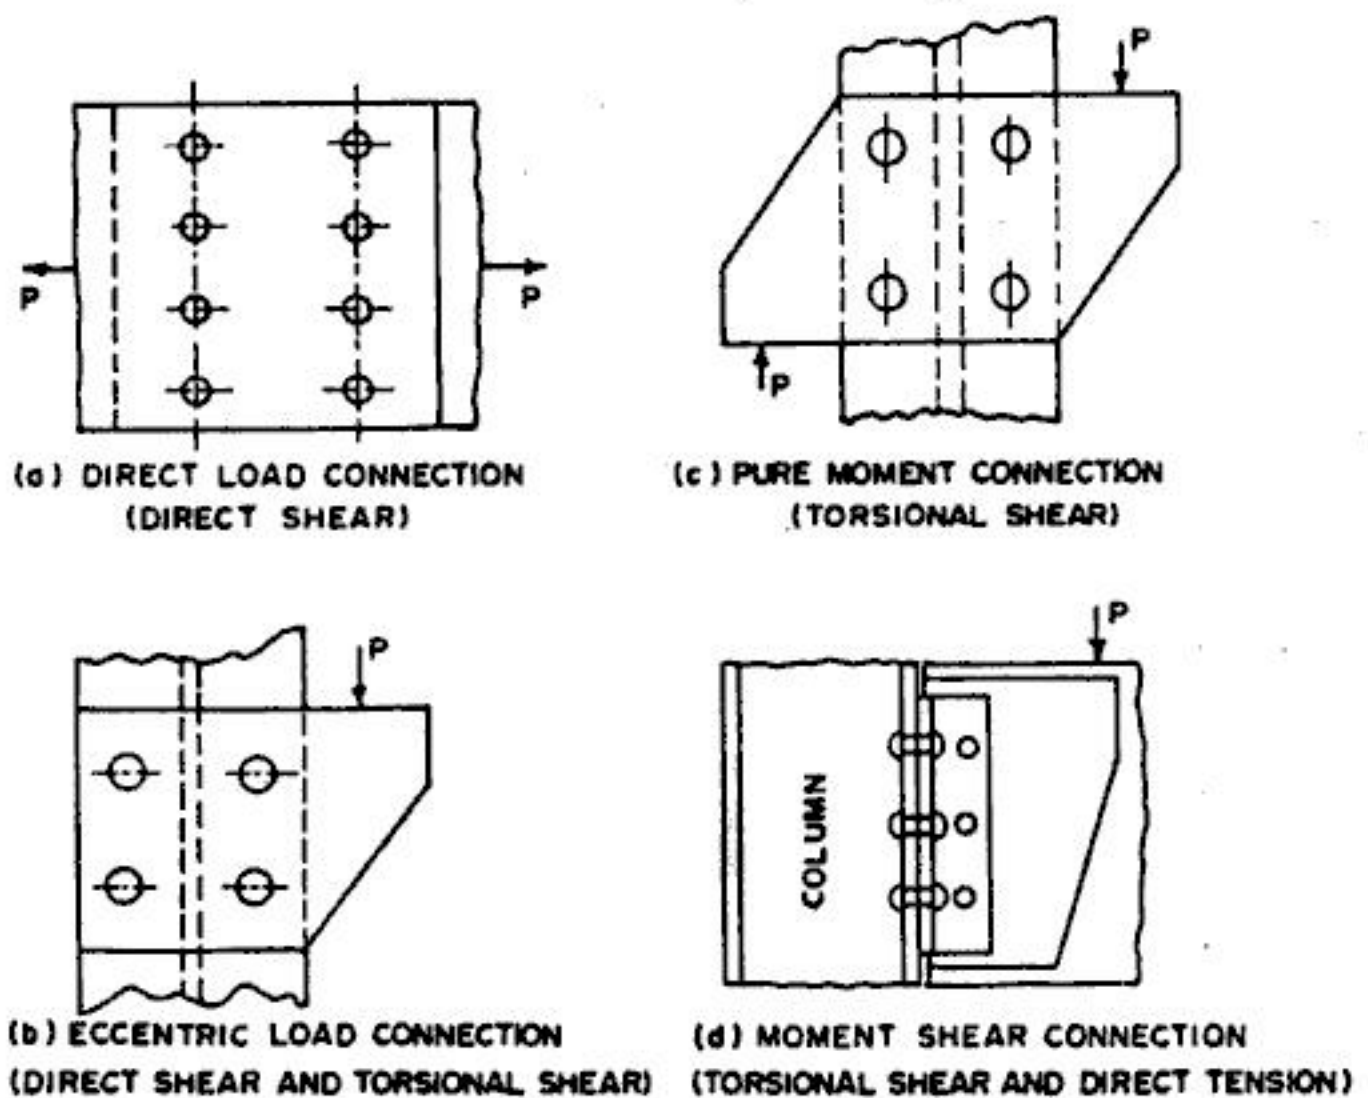 P
P
(a) DIRECT LOAD CONNECTION
(DIRECT SHEAR)
P
P
(c) PURE MOMENT CONNECTION
(TORSIONAL SHEAR)
P
(b) ECCENTRIC LOAD CONNECTION
(DIRECT SHEAR AND TORSIONAL SHEAR)
P
COLUMN
(d) MOMENT SHEAR CONNECTION
(TORSIONAL SHEAR AND DIRECT TENSION)